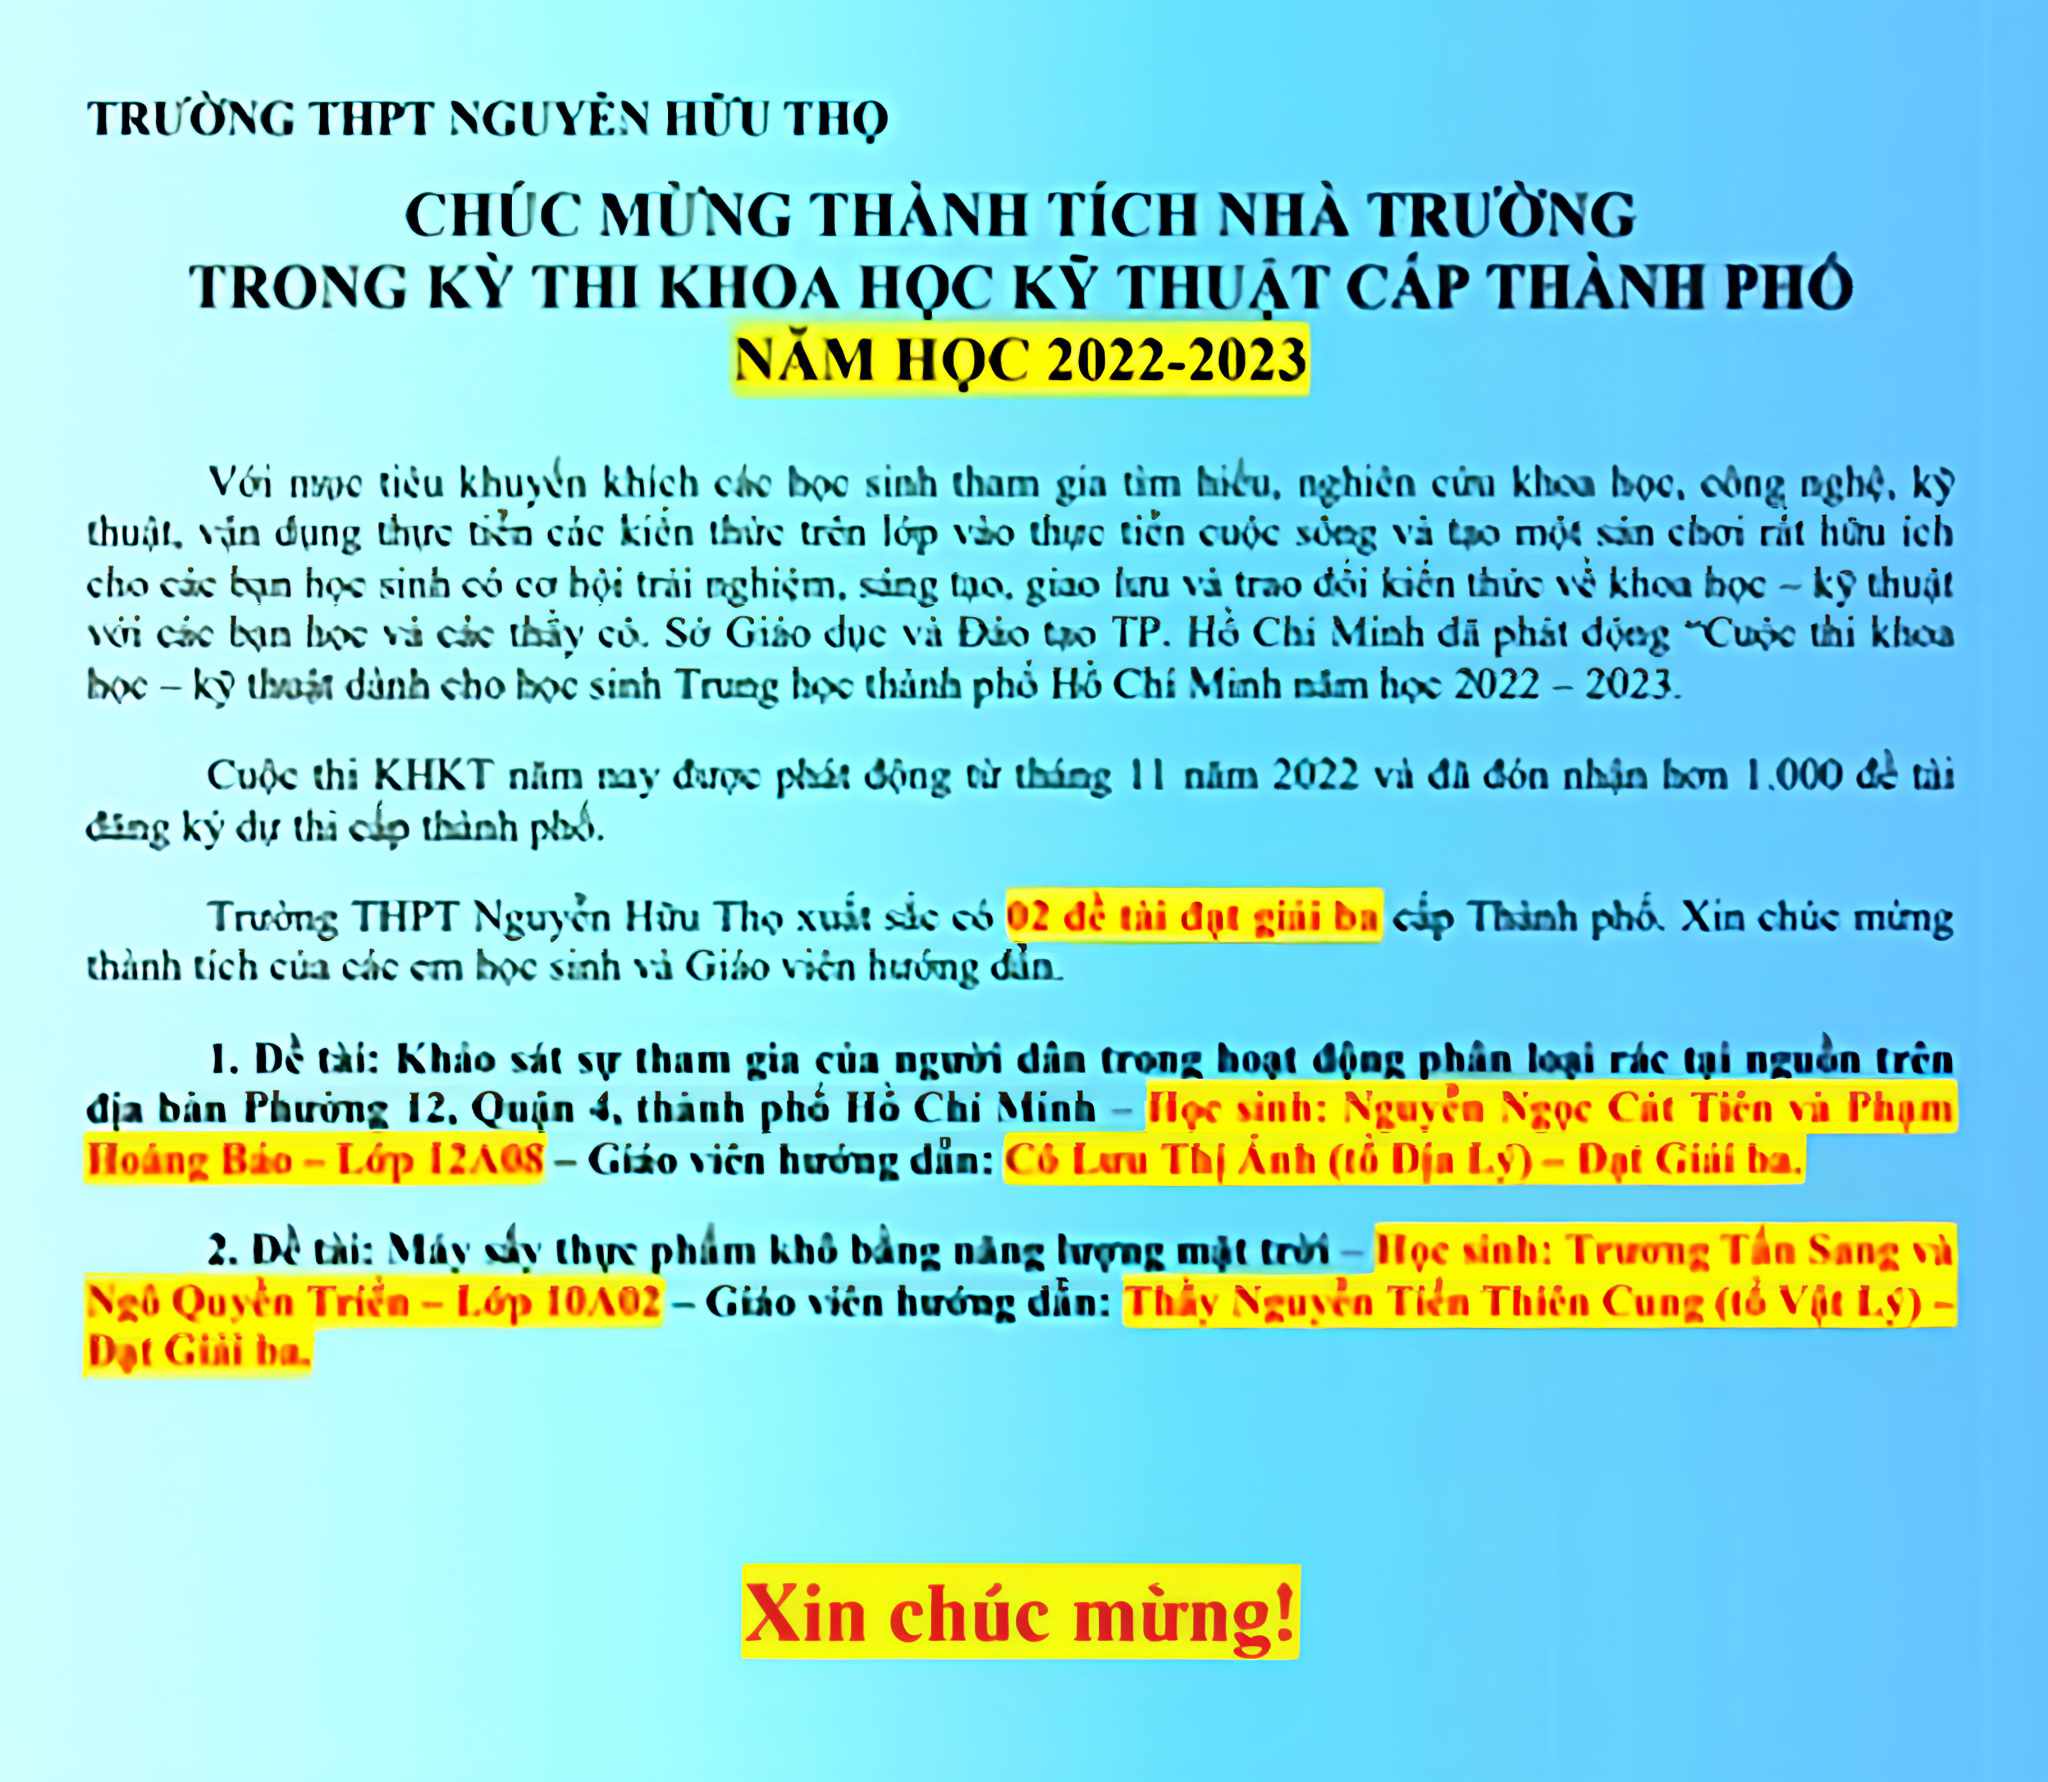 TRƯỜNG THPT NGUYỄN HỮU THỌ
CHÚC MỪNG THÀNH TÍCH NHÀ TRƯỜNG
TRONG KỲ THI KHOA HỌC KỸ THUẬT CẤP THÀNH PHỐ
NĂM HỌC 2022-2023
Với mục tiêu khuyến khích các học sinh tham gia tìm hiểu, nghiên cứu khoa học, công nghệ, kỹ
thuật, vận dụng thực tiễn các kiến thức trên lớp vào thực tiễn cuộc sống và tạo một sân chơi rất hữu ích
cho các bạn học sinh có cơ hội trải nghiệm, sáng tạo, giao lưu và trao đổi kiến thức về khoa học – kỹ thuật
với các bạn học và các thầy cô. Sở Giáo dục và Đào tạo TP. Hồ Chí Minh đã phát động “Cuộc thi khoa
học – kỹ thuật dành cho học sinh Trung học thành phố Hồ Chí Minh năm học 2022 – 2023.
Cuộc thi KHKT năm nay được phát động từ tháng 11 năm 2022 và đã đón nhận hơn 1.000 đề tài
đăng ký dự thi cấp thành phố.
Trường THPT Nguyễn Hữu Thọ xuất sắc có 02 đề tài đạt giải ba cấp Thành phố. Xin chúc mừng
thành tích của các em học sinh và Giáo viên hướng dẫn.
1. Đề tài: Khảo sát sự tham gia của người dân trong hoạt động phân loại rác tại nguồn trên
địa bàn Phường 12, Quận 4, thành phố Hồ Chí Minh – Học sinh: Nguyễn Ngọc Cát Tiên và Phạm
Hoàng Bảo – Lớp 12A08 – Giáo viên hướng dẫn: Cô Lưu Thị Ánh (tổ Địa Lý) – Đạt Giải ba.
2. Đề tài: Máy sấy thực phẩm khô bằng năng lượng mặt trời – Học sinh: Trương Tấn Sang và
Ngô Quyền Triển – Lớp 10A02 – Giáo viên hướng dẫn: Thầy Nguyễn Tiến Thiên Cung (tổ Vật Lý) –
Đạt Giải ba.
Xin chúc mừng!